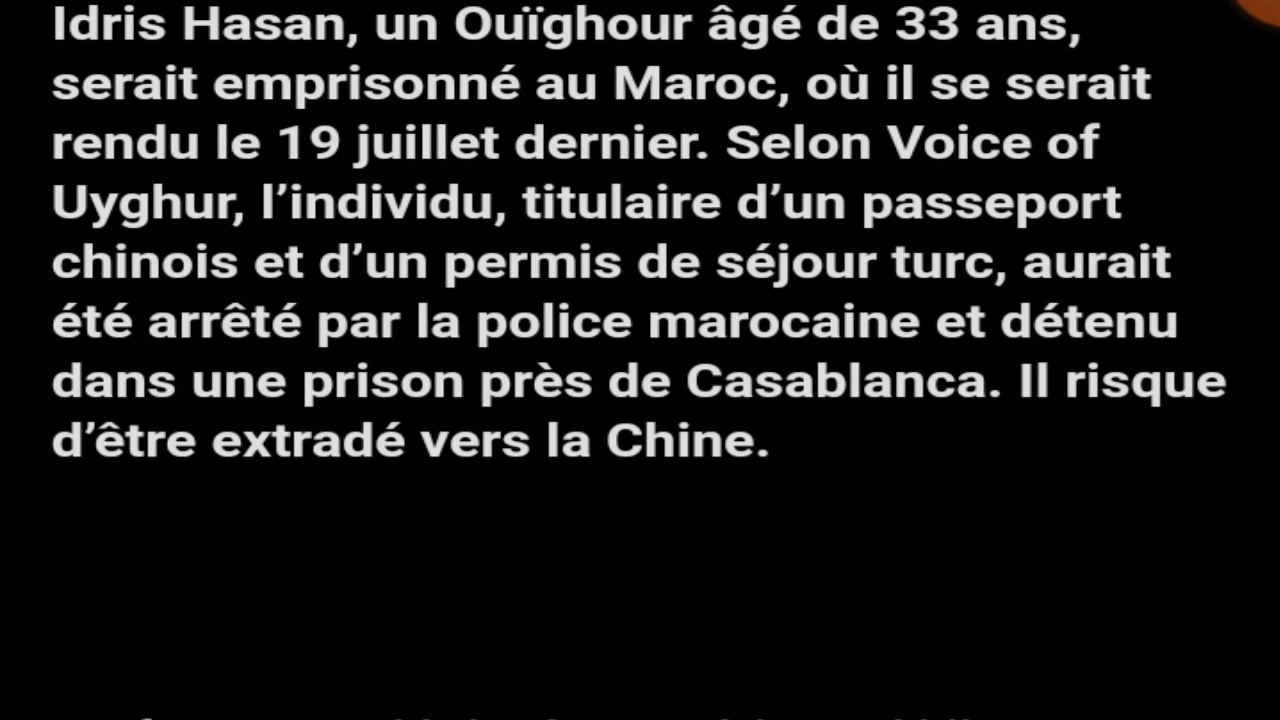 Idris Hasan, un Ouïghour âgé de 33 ans,
serait emprisonné au Maroc, où il se serait
rendu le 19 juillet dernier. Selon Voice of
Uyghur, l’individu, titulaire d’un passeport
chinois et d’un permis de séjour turc, aurait
été arrêté par la police marocaine et détenu
dans une prison près de Casablanca. Il risque
d’être extradé vers la Chine.